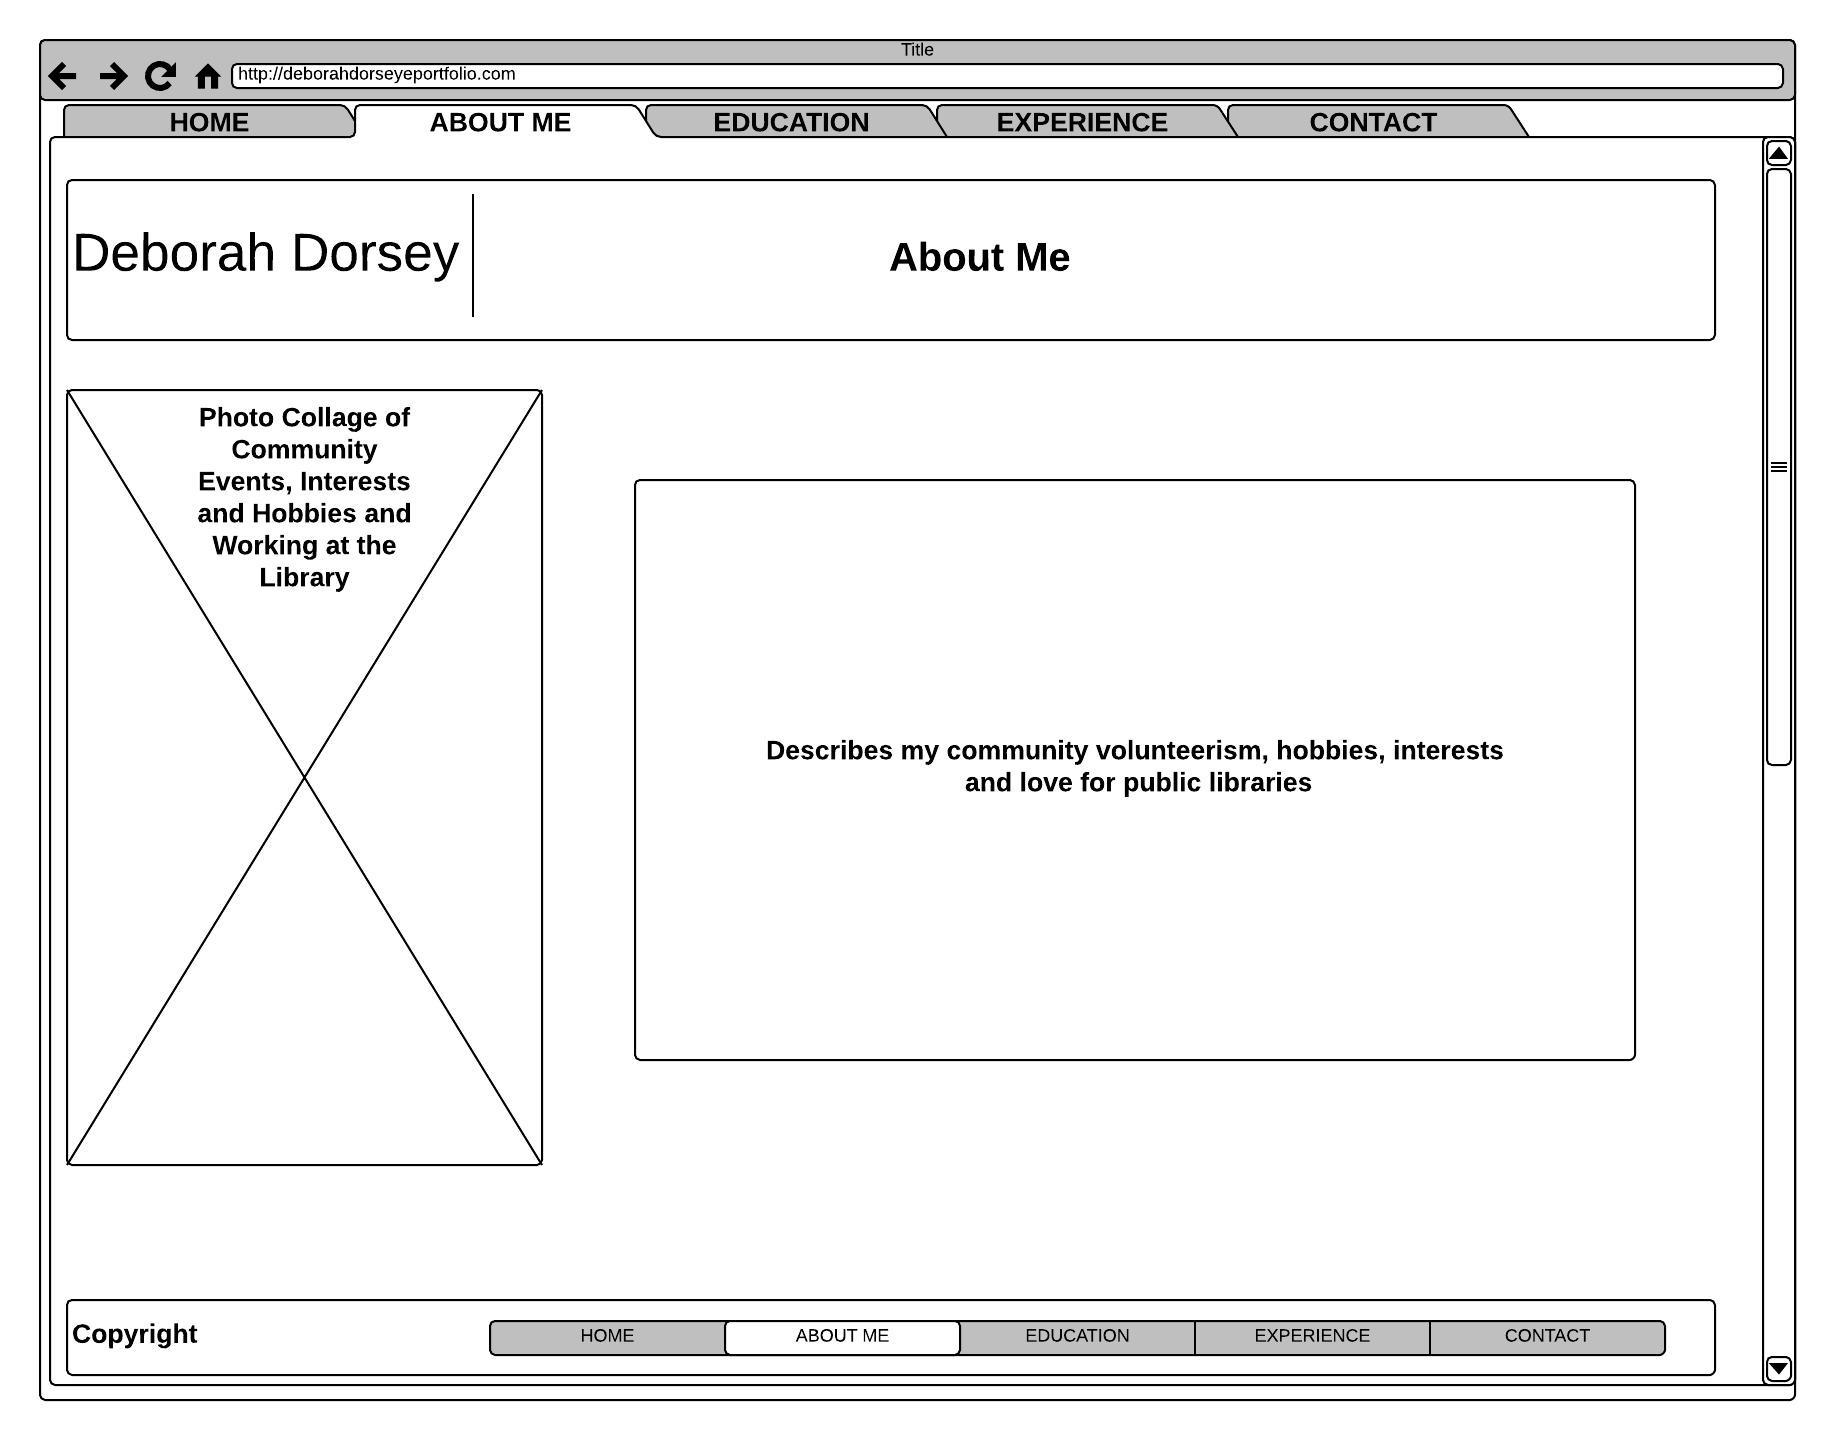 Title
http://deborahdorseyeportfolio.com
HOME
ABOUT ME
EDUCATION
EXPERIENCE
CONTACT
Deborah Dorsey
About Me
Photo Collage of
Community
Events, Interests
and Hobbies and
Working at the
Library
Describes my community volunteerism, hobbies, interests
and love for public libraries
Copyright
HOME
ABOUT ME
EDUCATION
EXPERIENCE
CONTACT